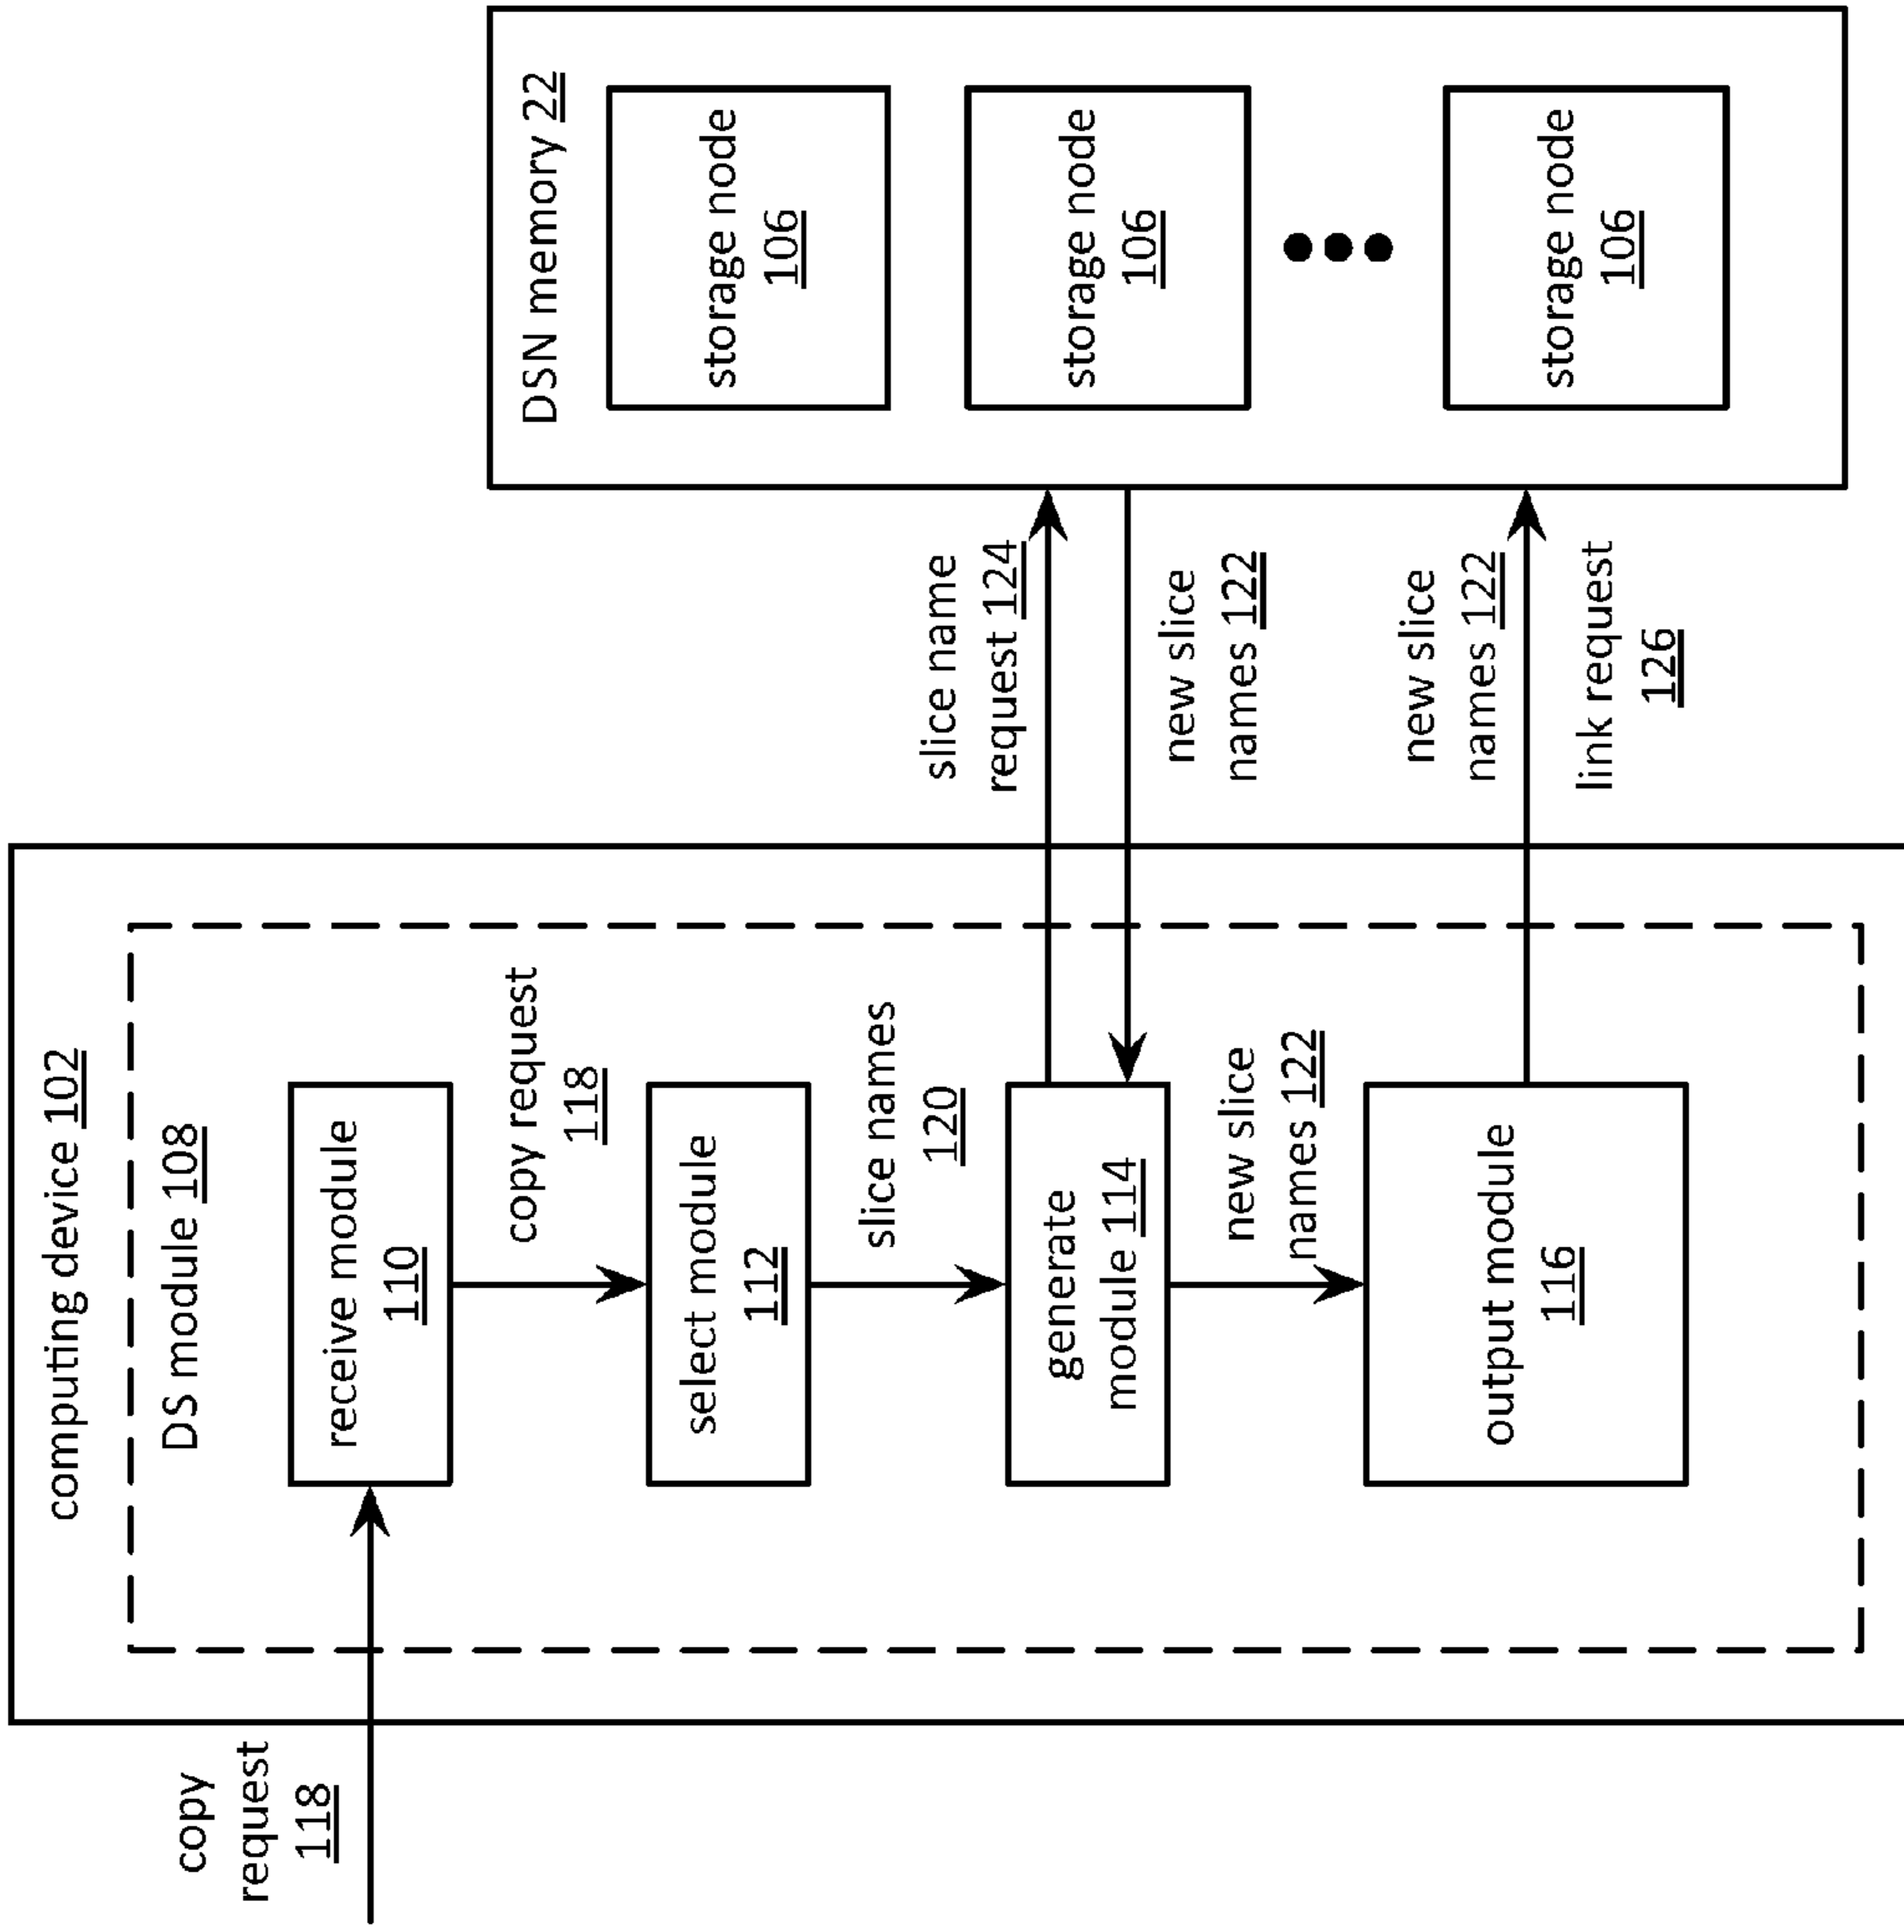 computing device 102
DS module 108
copy
request
118
receive module
110
copy request
118
select module
112
slice names
120
generate
module 114
new slice
names 122
output module
116
slice name
request 124
new slice
names 122
new slice
names 122
link request
126
DSN memory 22
storage node
106
storage node
106
storage node
106